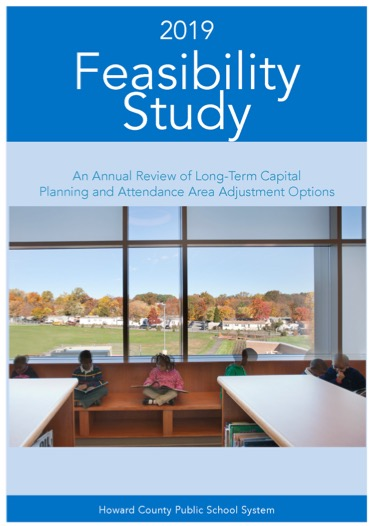 2019
Feasibility
Study
An Annual Review of Long-Term Capital
Planning and Attendance Area Adjustment Options
Howard County Public School System